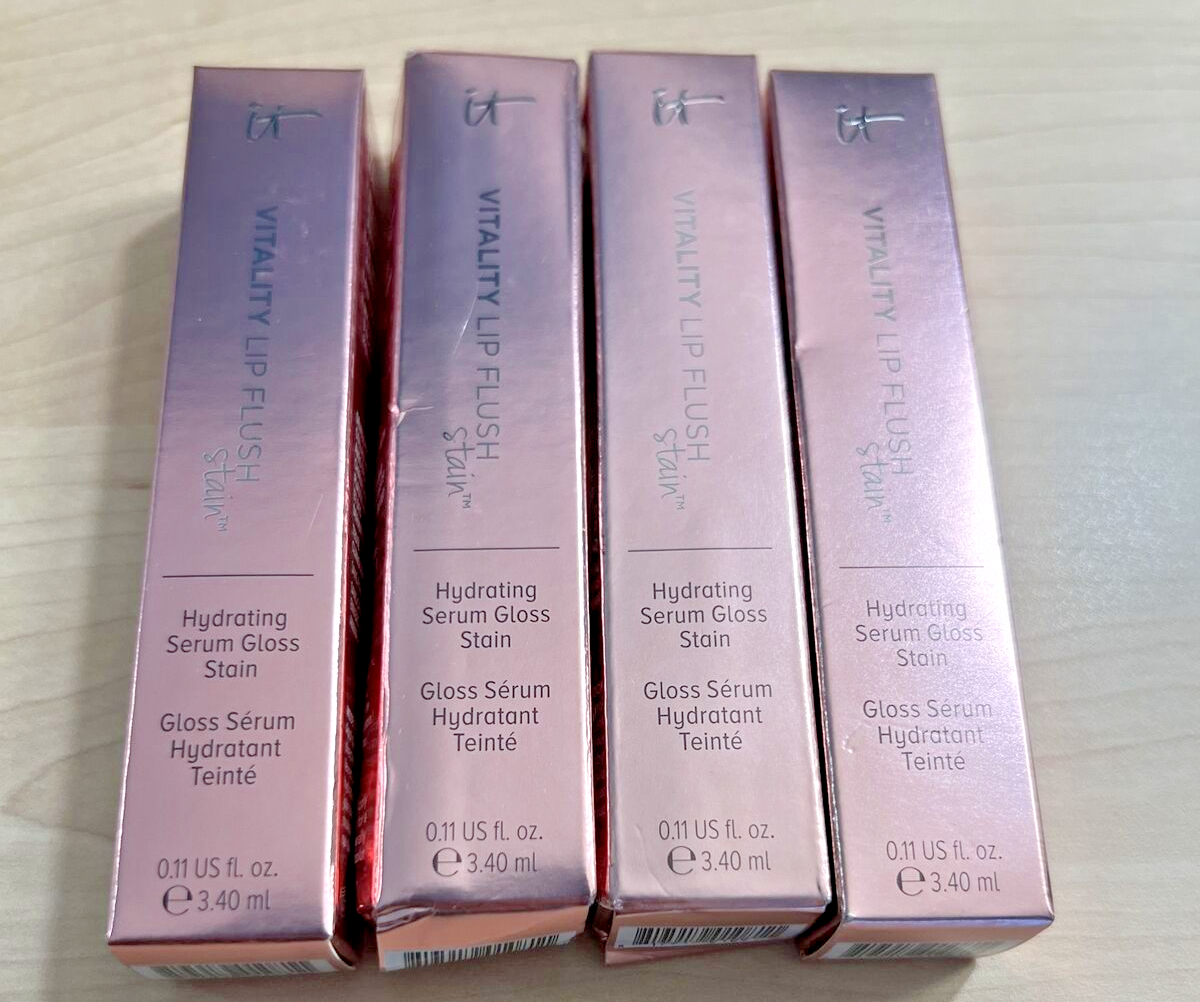 it
VITALITY LIP FLUSH
stain™
Hydrating
Serum Gloss
Stain
Gloss Sérum
Hydratant
Teinté
0.11 US fl. oz.
℮ 3.40 ml
it
VITALITY LIP FLUSH
stain™
Hydrating
Serum Gloss
Stain
Gloss Sérum
Hydratant
Teinté
0.11 US fl. oz.
℮ 3.40 ml
it
VITALITY LIP FLUSH
stain™
Hydrating
Serum Gloss
Stain
Gloss Sérum
Hydratant
Teinté
0.11 US fl. oz.
℮ 3.40 ml
it
VITALITY LIP FLUSH
stain™
Hydrating
Serum Gloss
Stain
Gloss Sérum
Hydratant
Teinté
0.11 US fl. oz.
℮ 3.40 ml